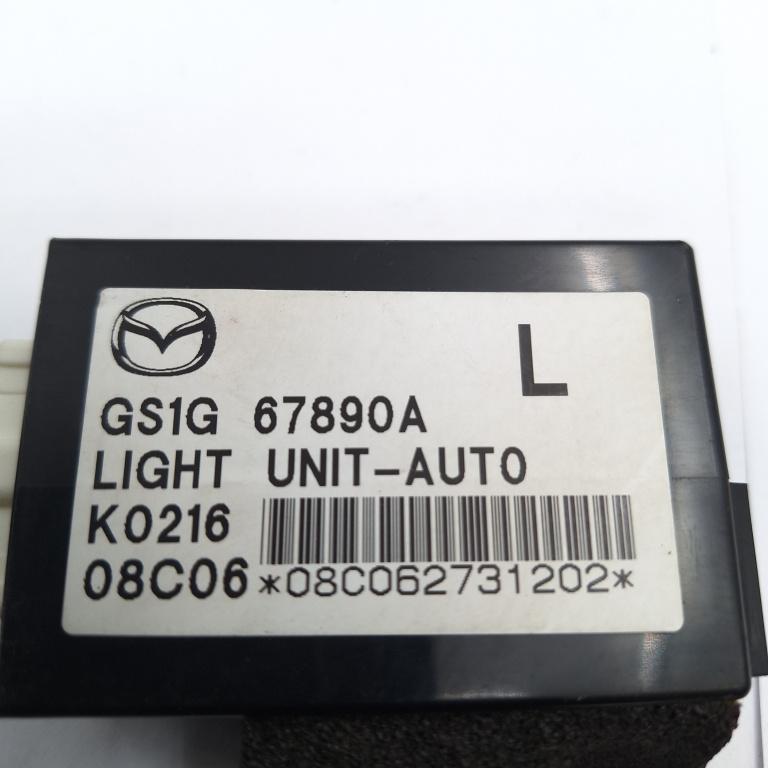 L
GS1G 67890A
LIGHT UNIT-AUTO
K0216
08C06 *08C062731202*